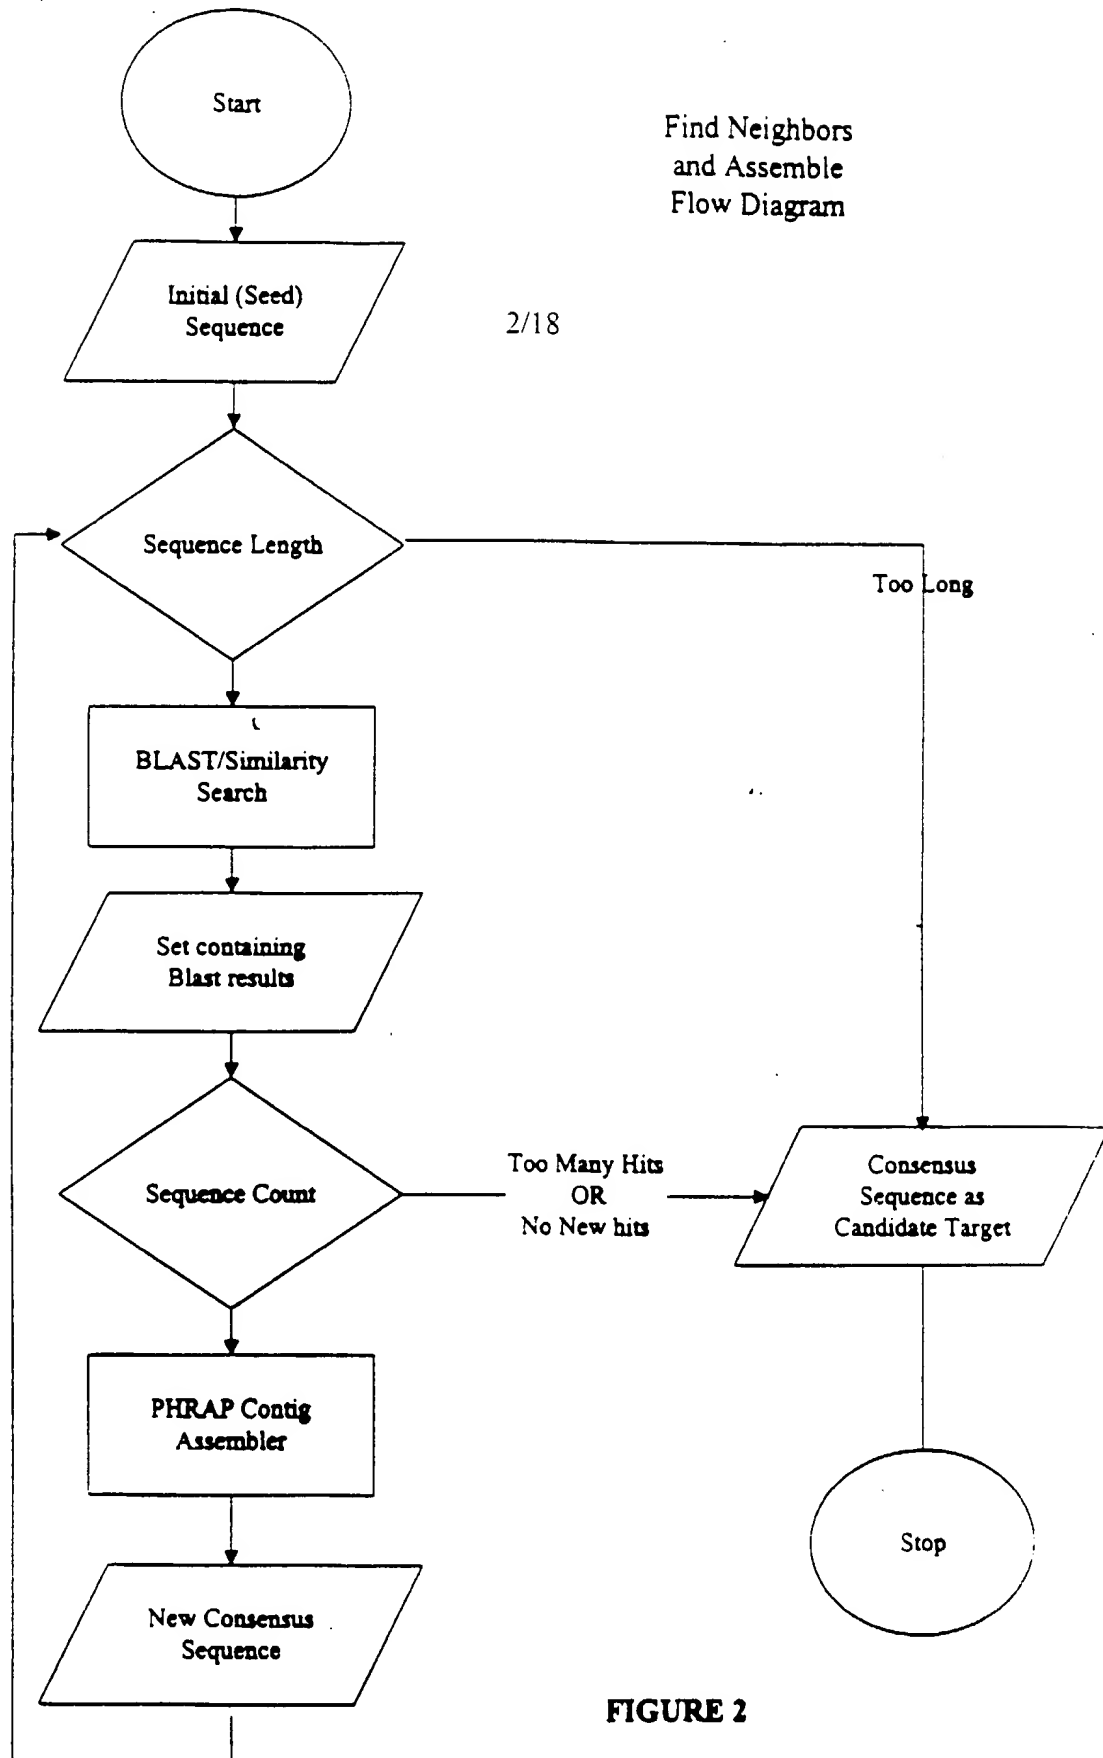 Start
Find Neighbors
and Assemble
Flow Diagram
Initial (Seed)
Sequence
2/18
Sequence Length
Too Long
BLAST/Similarity
Search
Set containing
Blast results
Sequence Count
Too Many Hits
OR
No New hits
Consensus
Sequence as
Candidate Target
PHRAP Contig
Assembler
Stop
New Consensus
Sequence
FIGURE 2